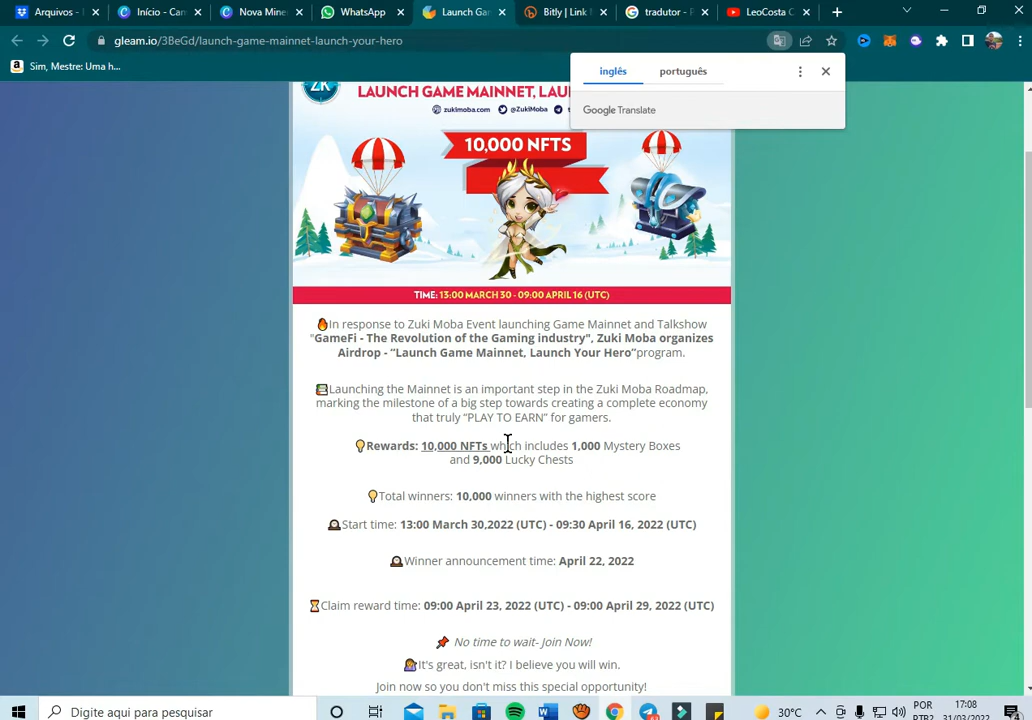 Arquivos - 
Início - Can
Nova Mine
WhatsApp
Launch Gar
Bitly | Link
tradutor - P
LeoCosta C
gleam.io/3BeGd/launch-game-mainnet-launch-your-hero
Sim, Mestre: Uma h...
inglês
português
Google Translate
ZK
LAUNCH GAME MAINNET, LAU
zukimoba.com
@ZukiMoba
10,000 NFTS
TIME: 13:00 MARCH 30 - 09:00 APRIL 16 (UTC)
In response to Zuki Moba Event launching Game Mainnet and Talkshow
"GameFi - The Revolution of the Gaming industry", Zuki Moba organizes
Airdrop - “Launch Game Mainnet, Launch Your Hero”program.
Launching the Mainnet is an important step in the Zuki Moba Roadmap,
marking the milestone of a big step towards creating a complete economy
that truly “PLAY TO EARN” for gamers.
Rewards: 10,000 NFTs which includes 1,000 Mystery Boxes
and 9,000 Lucky Chests
Total winners: 10,000 winners with the highest score
Start time: 13:00 March 30,2022 (UTC) - 09:30 April 16, 2022 (UTC)
Winner announcement time: April 22, 2022
Claim reward time: 09:00 April 23, 2022 (UTC) - 09:00 April 29, 2022 (UTC)
No time to wait- Join Now!
It's great, isn't it? I believe you will win.
Join now so you don't miss this special opportunity!
Digite aqui para pesquisar
30°C
POR
PTB2
17:08
31/03/2022